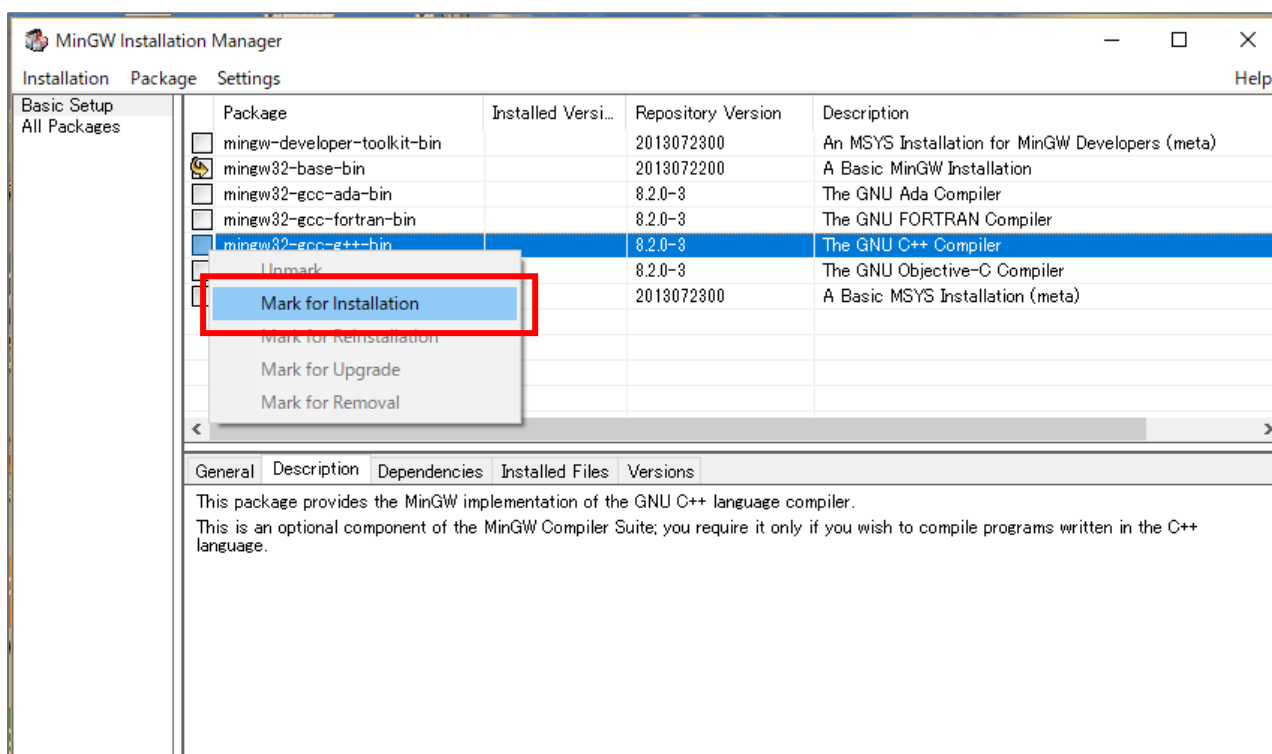 MinGW Installation Manager
Installation Package Settings Help
Basic Setup
All Packages
Package Installed Versi... Repository Version Description
mingw-developer-toolkit-bin 2013072300 An MSYS Installation for MinGW Developers (meta)
mingw32-base-bin 2013072200 A Basic MinGW Installation
mingw32-gcc-ada-bin 8.2.0-3 The GNU Ada Compiler
mingw32-gcc-fortran-bin 8.2.0-3 The GNU FORTRAN Compiler
mingw32-gcc-g++-bin 8.2.0-3 The GNU C++ Compiler
8.2.0-3 The GNU Objective-C Compiler
2013072300 A Basic MSYS Installation (meta)
Unmark
Mark for Installation
Mark for Reinstallation
Mark for Upgrade
Mark for Removal
General Description Dependencies Installed Files Versions
This package provides the MinGW implementation of the GNU C++ language compiler.
This is an optional component of the MinGW Compiler Suite; you require it only if you wish to compile programs written in the C++
language.